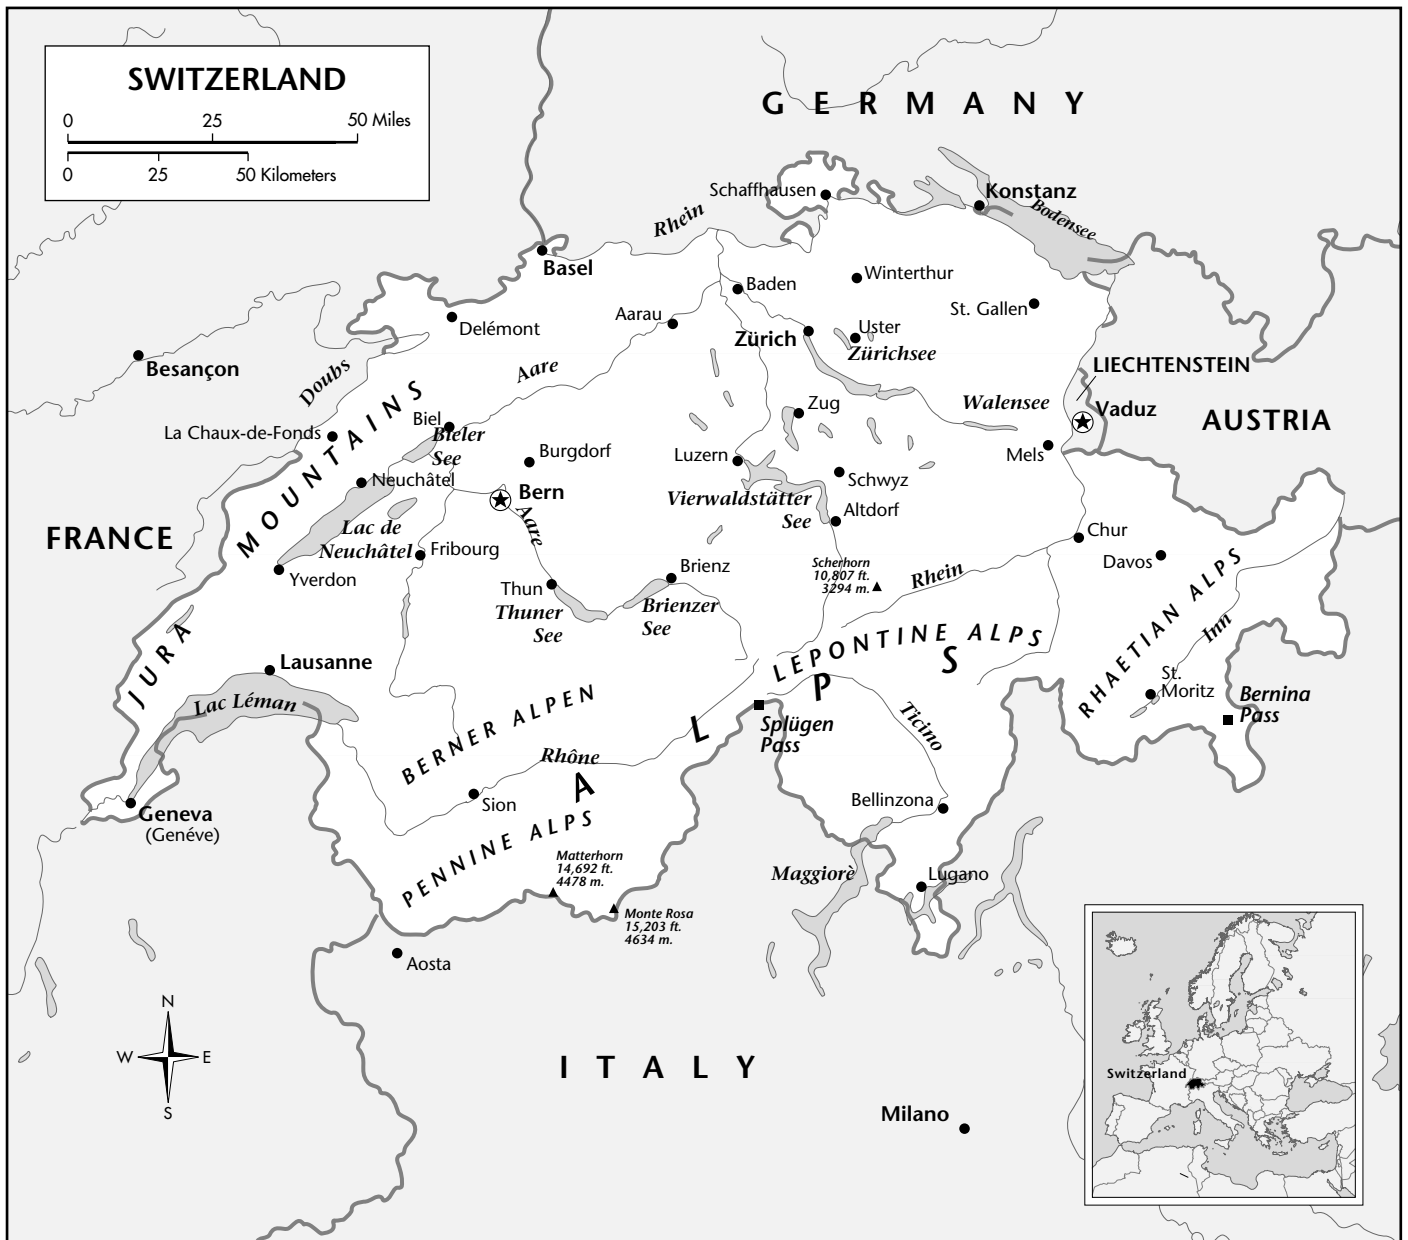 SWITZERLAND
0 25 50 Miles
0 25 50 Kilometers
GERMANY
Schaffhausen
Konstanz
Bodensee
Rhein
Basel
Baden
Winterthur
St. Gallen
Delémont
Aarau
Zürich
Uster
Zürichsee
Besançon
Doubs
Aare
LIECHTENSTEIN
Vaduz
AUSTRIA
Walensee
Zug
La Chaux-de-Fonds
Biel
Bieler
See
Burgdorf
Luzern
Mels
Neuchâtel
Bern
Schwyz
Vierwaldstätter
See
Altdorf
FRANCE
JURA MOUNTAINS
Lac de
Neuchâtel
Fribourg
Aare
Chur
Davos
Yverdon
Thun
Thuner
See
Brienz
Brienzer
See
Scherhorn
10,807 ft.
3294 m.
Rhein
LEPONTINE ALPS
RHAETIAN ALPS
Inn
Lausanne
Lac Léman
St.
Moritz
Bernina
Pass
BERNER ALPEN
ALPS
Splügen
Pass
Ticino
Rhône
Sion
Geneva
(Genéve)
Bellinzona
PENNINE ALPS
Matterhorn
14,692 ft.
4478 m.
Maggiorè
Lugano
Monte Rosa
15,203 ft.
4634 m.
Aosta
N
W E
S
ITALY
Milano
Switzerland